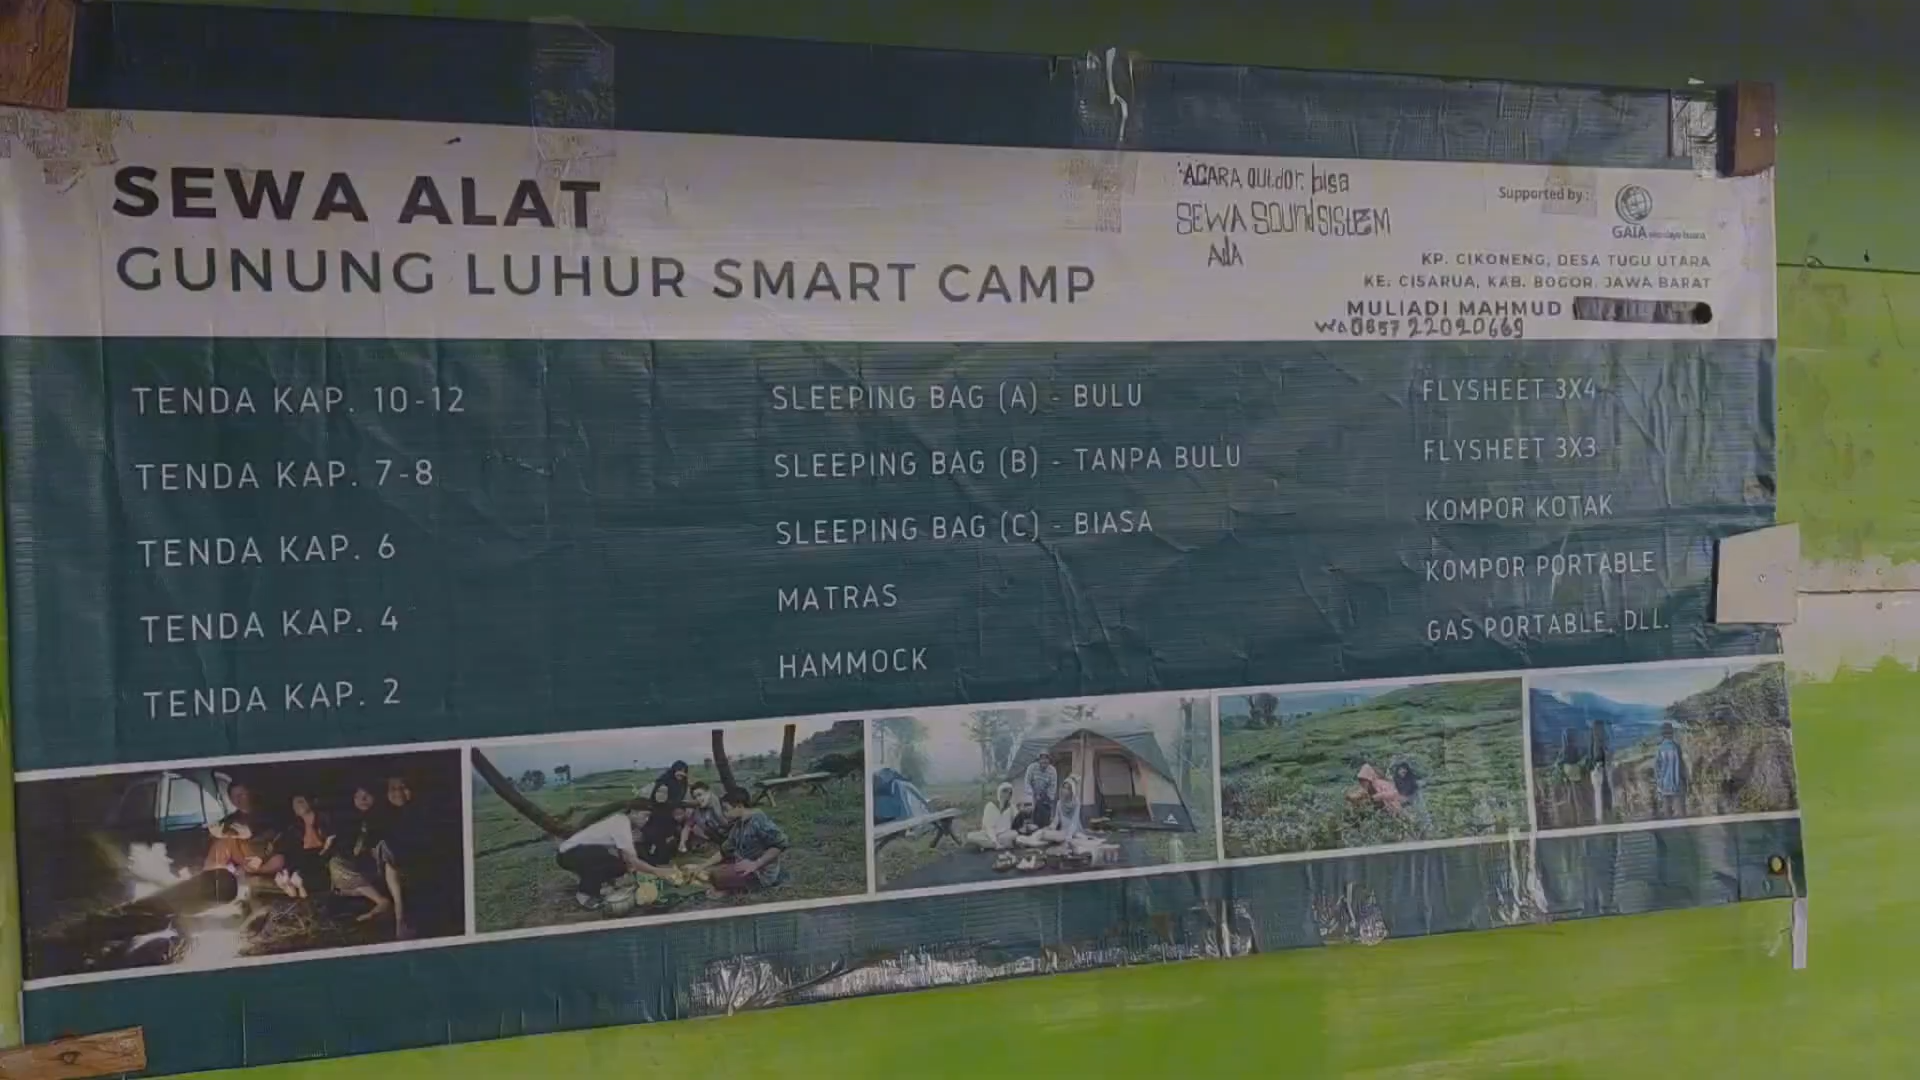 SEWA ALAT
GUNUNG LUHUR SMART CAMP
ACARA outdor. bisa
SEWA SOUNdSISTEM
AdA
Supported by :
GAIA
KP. CIKONENG, DESA TUGU UTARA
KE. CISARUA, KAB. BOGOR. JAWA BARAT
MULIADI MAHMUD
WA 0857 22020669
TENDA KAP. 10-12
TENDA KAP. 7-8
TENDA KAP. 6
TENDA KAP. 4
TENDA KAP. 2
SLEEPING BAG (A) - BULU
SLEEPING BAG (B) - TANPA BULU
SLEEPING BAG (C) - BIASA
MATRAS
HAMMOCK
FLYSHEET 3X4
FLYSHEET 3X3
KOMPOR KOTAK
KOMPOR PORTABLE
GAS PORTABLE, DLL.